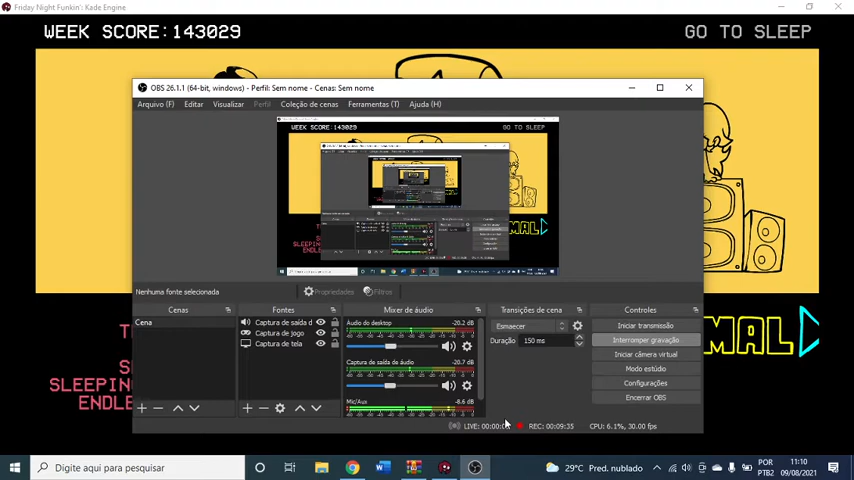 Friday Night Funkin': Kade Engine
WEEK SCORE:143029
GO TO SLEEP
OBS 26.1.1 (64-bit, windows) - Perfil: Sem nome - Cenas: Sem nome
Arquivo (F) Editar Visualizar Perfil Coleção de cenas Ferramentas (T) Ajuda (H)
WEEK SCORE:143029 GO TO SLEEP
Nenhuma fonte selecionada
Propriedades Filtros
Cenas Fontes Mixer de áudio Transições de cena Controles
Cena
Captura de saída d
Captura de jogo
Captura de tela
Áudio do desktop -20.2 dB
Captura de saída de áudio -20.7 dB
Mic/Aux -8.6 dB
Esmaecer
Duração 150 ms
Iniciar transmissão
Interromper gravação
Iniciar câmera virtual
Modo estúdio
Configurações
Encerrar OBS
MAL
SLEEPING
ENDLE
LIVE: 00:00:0
REC: 00:09:35
CPU: 6.1%, 30.00 fps
Digite aqui para pesquisar
29°C Pred. nublado
POR
PTB2
11:10
09/08/2021